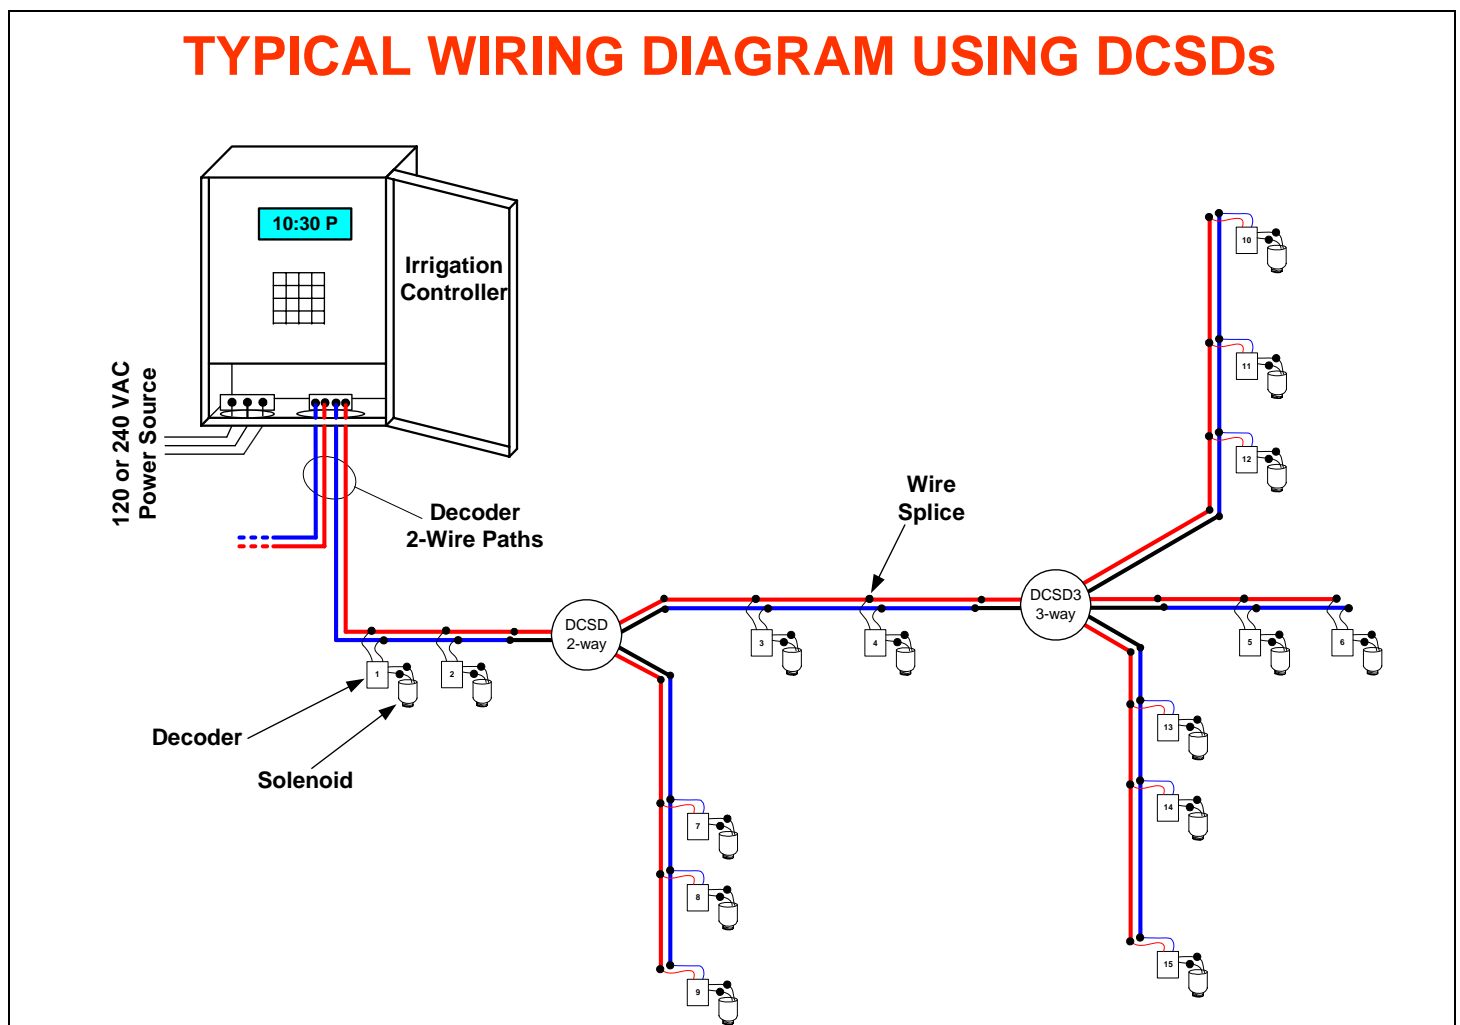 TYPICAL WIRING DIAGRAM USING DCSDs
10:30 P
Irrigation
Controller
120 or 240 VAC
Power Source
Decoder
2-Wire Paths
Wire
Splice
DCSD
2-way
DCSD3
3-way
Decoder
Solenoid
1
2
3
4
5
6
7
8
9
10
11
12
13
14
15